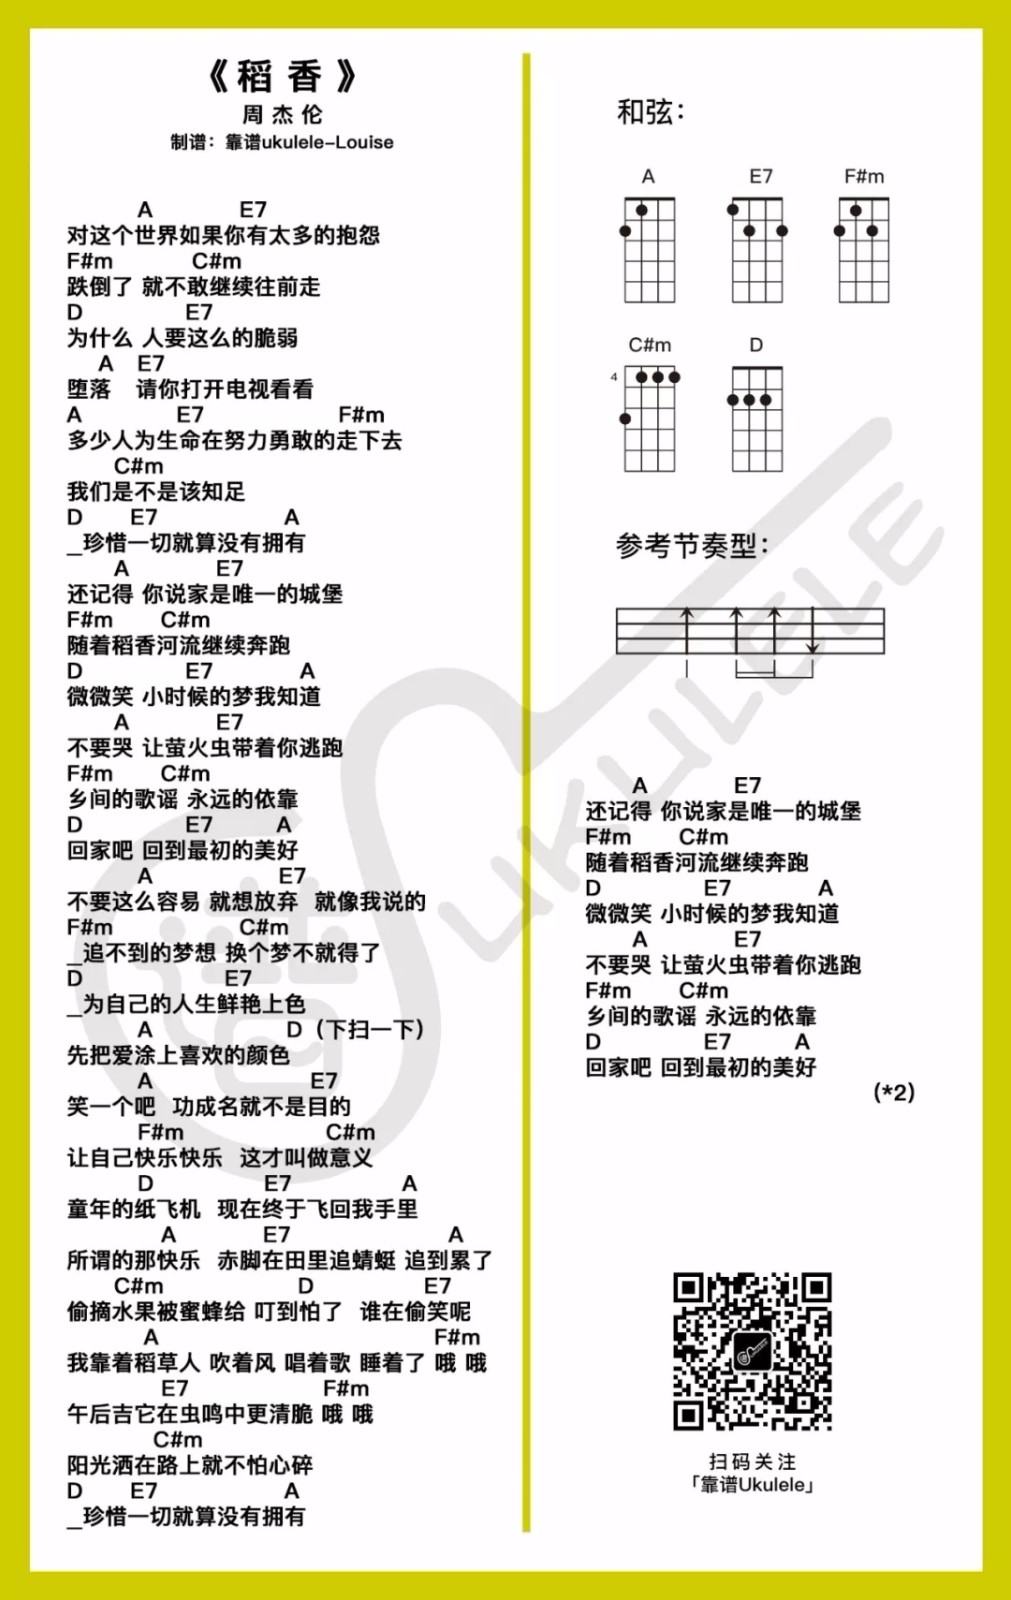 《稻香》
周杰伦
制谱：靠谱ukulele-Louise
A E7
对这个世界如果你有太多的抱怨
F#m C#m
跌倒了 就不敢继续往前走
D E7
为什么 人要这么的脆弱
A E7
堕落 请你打开电视看看
A E7 F#m
多少人为生命在努力勇敢的走下去
C#m
我们是不是该知足
D E7 A
_珍惜一切就算没有拥有
A E7
还记得 你说家是唯一的城堡
F#m C#m
随着稻香河流继续奔跑
D E7 A
微微笑 小时候的梦我知道
A E7
不要哭 让萤火虫带着你逃跑
F#m C#m
乡间的歌谣 永远的依靠
D E7 A
回家吧 回到最初的美好
A E7
不要这么容易 就想放弃 就像我说的
F#m C#m
_追不到的梦想 换个梦不就得了
D E7
_为自己的人生鲜艳上色
A D（下扫一下）
先把爱涂上喜欢的颜色
A E7
笑一个吧 功成名就不是目的
F#m C#m
让自己快乐快乐 这才叫做意义
D E7 A
童年的纸飞机 现在终于飞回我手里
A E7 A
所谓的那快乐 赤脚在田里追蜻蜓 追到累了
C#m D E7
偷摘水果被蜜蜂给 叮到怕了 谁在偷笑呢
A F#m
我靠着稻草人 吹着风 唱着歌 睡着了 哦 哦
E7 F#m
午后吉它在虫鸣中更清脆 哦 哦
C#m
阳光洒在路上就不怕心碎
D E7 A
_珍惜一切就算没有拥有
和弦：
A E7 F#m
C#m D
4
参考节奏型：
A E7
还记得 你说家是唯一的城堡
F#m C#m
随着稻香河流继续奔跑
D E7 A
微微笑 小时候的梦我知道
A E7
不要哭 让萤火虫带着你逃跑
F#m C#m
乡间的歌谣 永远的依靠
D E7 A
回家吧 回到最初的美好
(*2)
扫码关注
「靠谱Ukulele」
UKULELE